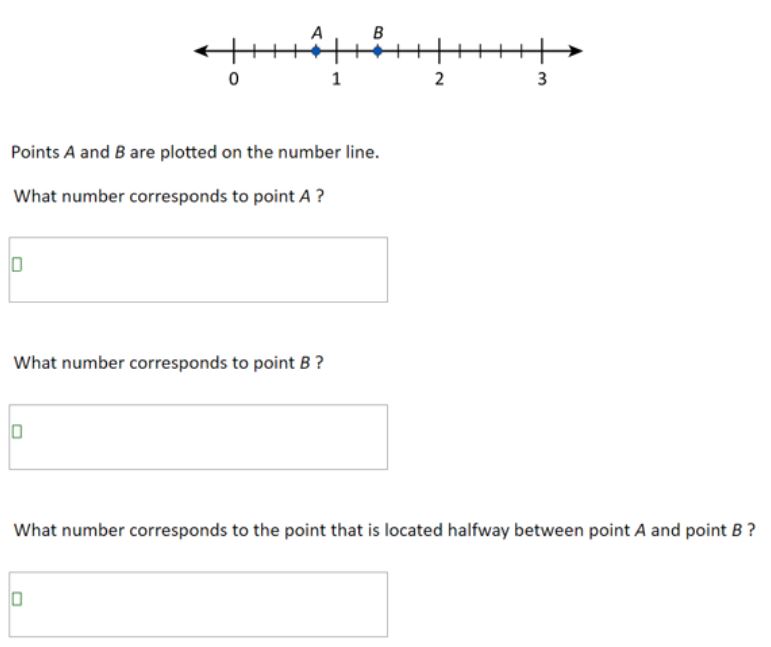 A B
0 1 2 3
Points A and B are plotted on the number line.
What number corresponds to point A ?
What number corresponds to point B ?
What number corresponds to the point that is located halfway between point A and point B ?